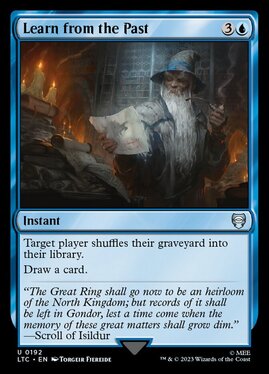 Learn from the Past 3
Instant
Target player shuffles their graveyard into
their library.
Draw a card.
“The Great Ring shall go now to be an heirloom
of the North Kingdom; but records of it shall
be left in Gondor, lest a time come when the
memory of these great matters shall grow dim.”
—Scroll of Isildur
U 0192 © MEE
LTC • EN TORGEIR FJEREIDE ™ & © 2023 Wizards of the Coast